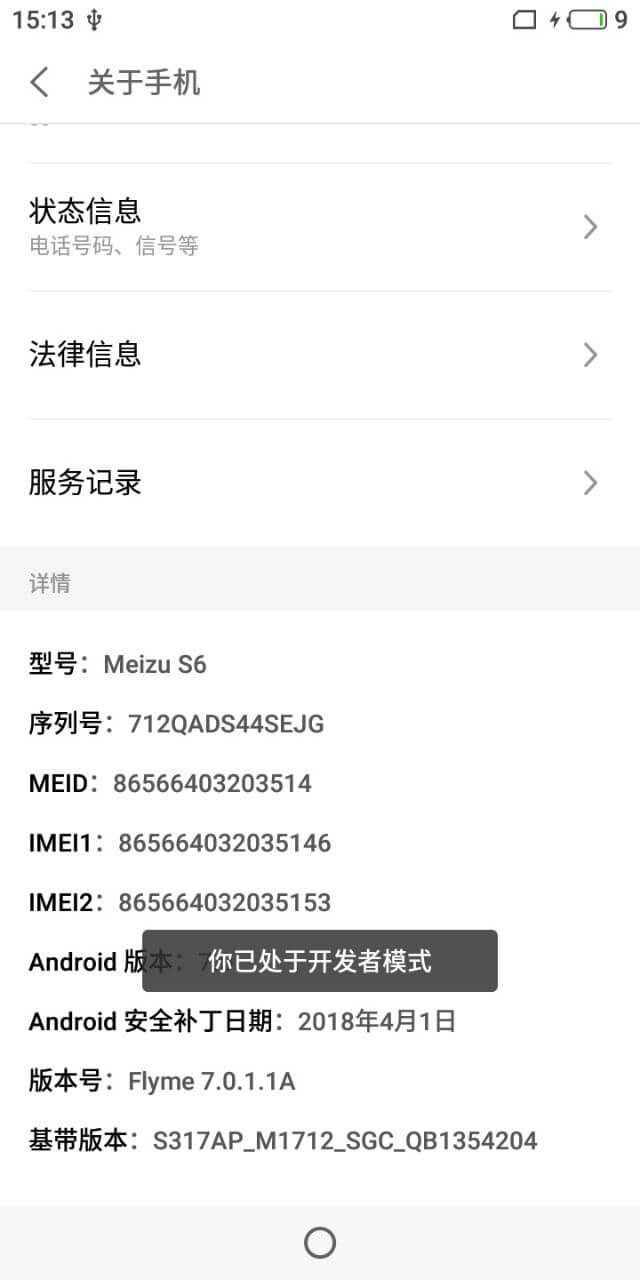 15:13
9
关于手机
状态信息
电话号码、信号等
法律信息
服务记录
详情
型号：Meizu S6
序列号：712QADS44SEJG
MEID：86566403203514
IMEI1：865664032035146
IMEI2：865664032035153
Android 版本：7
你已处于开发者模式
Android 安全补丁日期：2018年4月1日
版本号：Flyme 7.0.1.1A
基带版本：S317AP_M1712_SGC_QB1354204